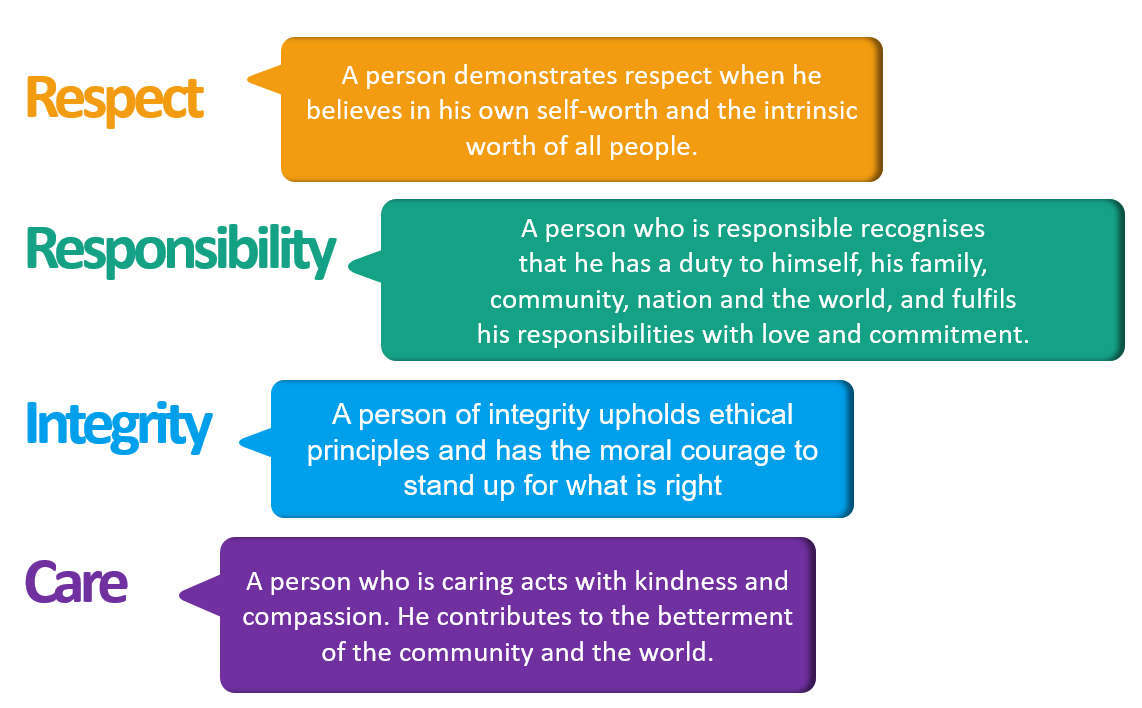 Respect
A person demonstrates respect when he
believes in his own self-worth and the intrinsic
worth of all people.
Responsibility
A person who is responsible recognises
that he has a duty to himself, his family,
community, nation and the world, and fulfils
his responsibilities with love and commitment.
Integrity
A person of integrity upholds ethical
principles and has the moral courage to
stand up for what is right
Care
A person who is caring acts with kindness and
compassion. He contributes to the betterment
of the community and the world.